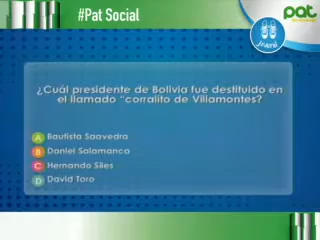 #Pat Social
pat
Juvenil
¿Cuál presidente de Bolivia fue destituido en
el llamado "corralito de Villamontes?
A Bautista Saavedra
B Daniel Salamanca
C Hernando Siles
D David Toro